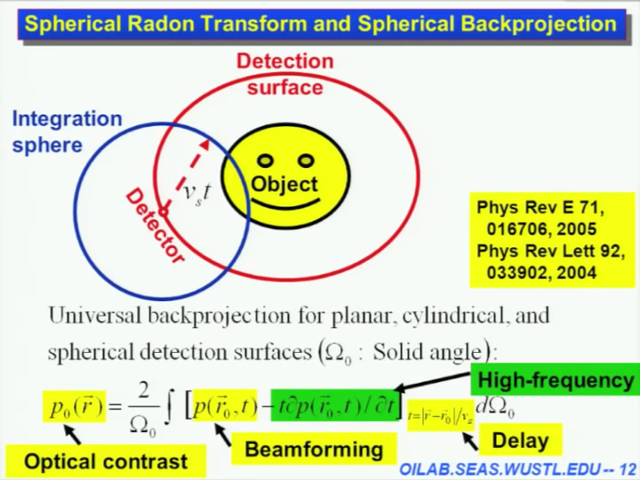 Spherical Radon Transform and Spherical Backprojection
Detection
surface
Integration
sphere
Object
v_s t
Detector
Phys Rev E 71,
016706, 2005
Phys Rev Lett 92,
033902, 2004
Universal backprojection for planar, cylindrical, and
spherical detection surfaces (Ω₀ : Solid angle):
High-frequency
p₀(r⃗) = 2/Ω₀ ∫ [p(r⃗₀,t) − t∂p(r⃗₀,t)/∂t]_{t=|r⃗−r⃗₀|/v_s} dΩ₀
Optical contrast
Beamforming
Delay
OILAB.SEAS.WUSTL.EDU -- 12